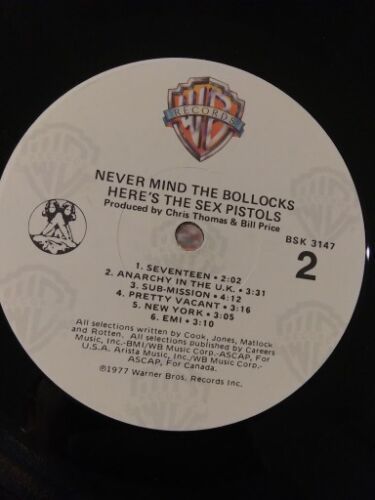 WB
RECORDS
NEVER MIND THE BOLLOCKS
HERE'S THE SEX PISTOLS
Produced by Chris Thomas & Bill Price
BSK 3147
2
1. SEVENTEEN • 2:02
2. ANARCHY IN THE U.K. • 3:31
3. SUB-MISSION • 4:12
4. PRETTY VACANT • 3:16
5. NEW YORK • 3:05
6. EMI • 3:10
All selections written by Cook, Jones, Matlock
and Rotten. All selections published by Careers
Music, Inc.-BMI/WB Music Corp.-ASCAP, For
U.S.A. Arista Music, Inc./WB Music Corp.
ASCAP, For Canada.
©1977 Warner Bros. Records Inc.